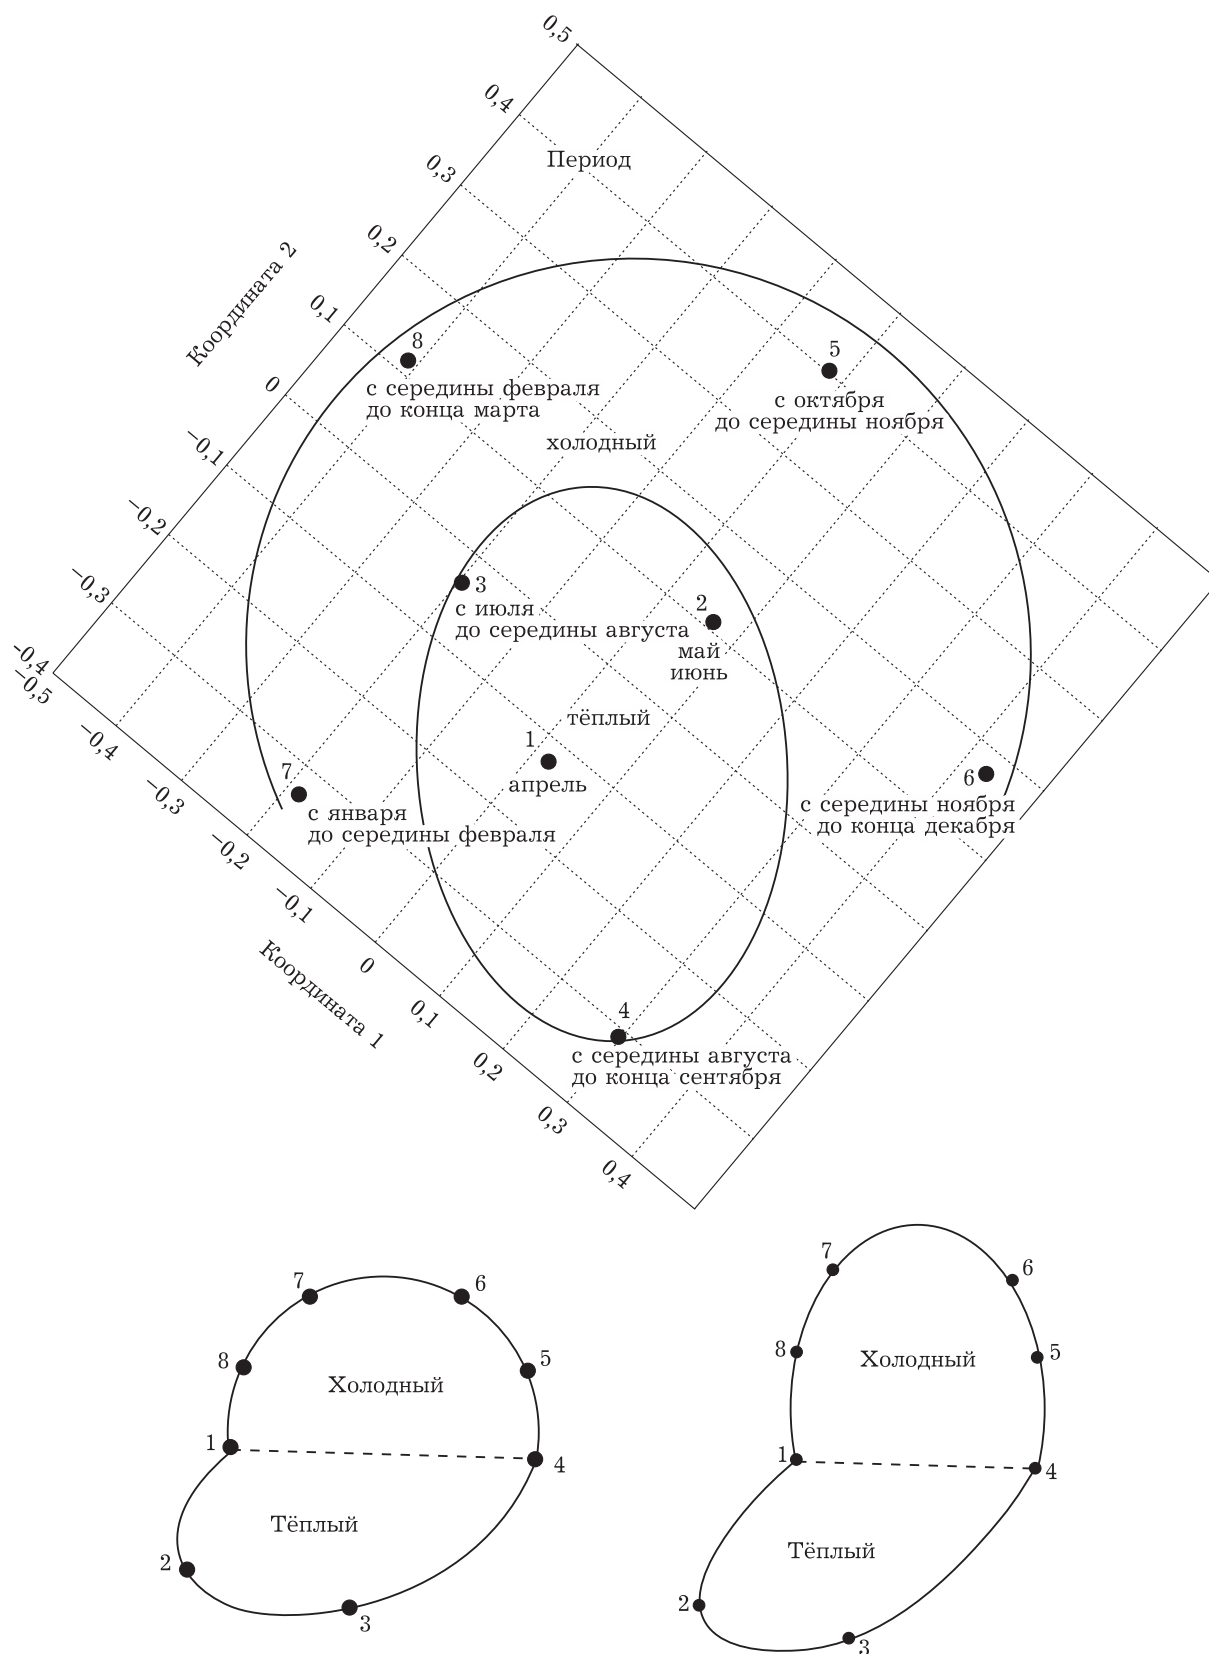 0,5
0,4
0,3
0,2
0,1
0
−0,1
−0,2
−0,3
−0,4
Координата 2
−0,5
−0,4
−0,3
−0,2
−0,1
0
0,1
0,2
0,3
0,4
Координата 1
Период
8
с середины февраля
до конца марта
5
с октября
до середины ноября
холодный
3
с июля
до середины августа
2
май
июнь
тёплый
1
апрель
7
с января
до середины февраля
6
с середины ноября
до конца декабря
4
с середины августа
до конца сентября
7
6
8
5
Холодный
1
4
Тёплый
2
3
7
6
8
5
Холодный
1
4
Тёплый
2
3